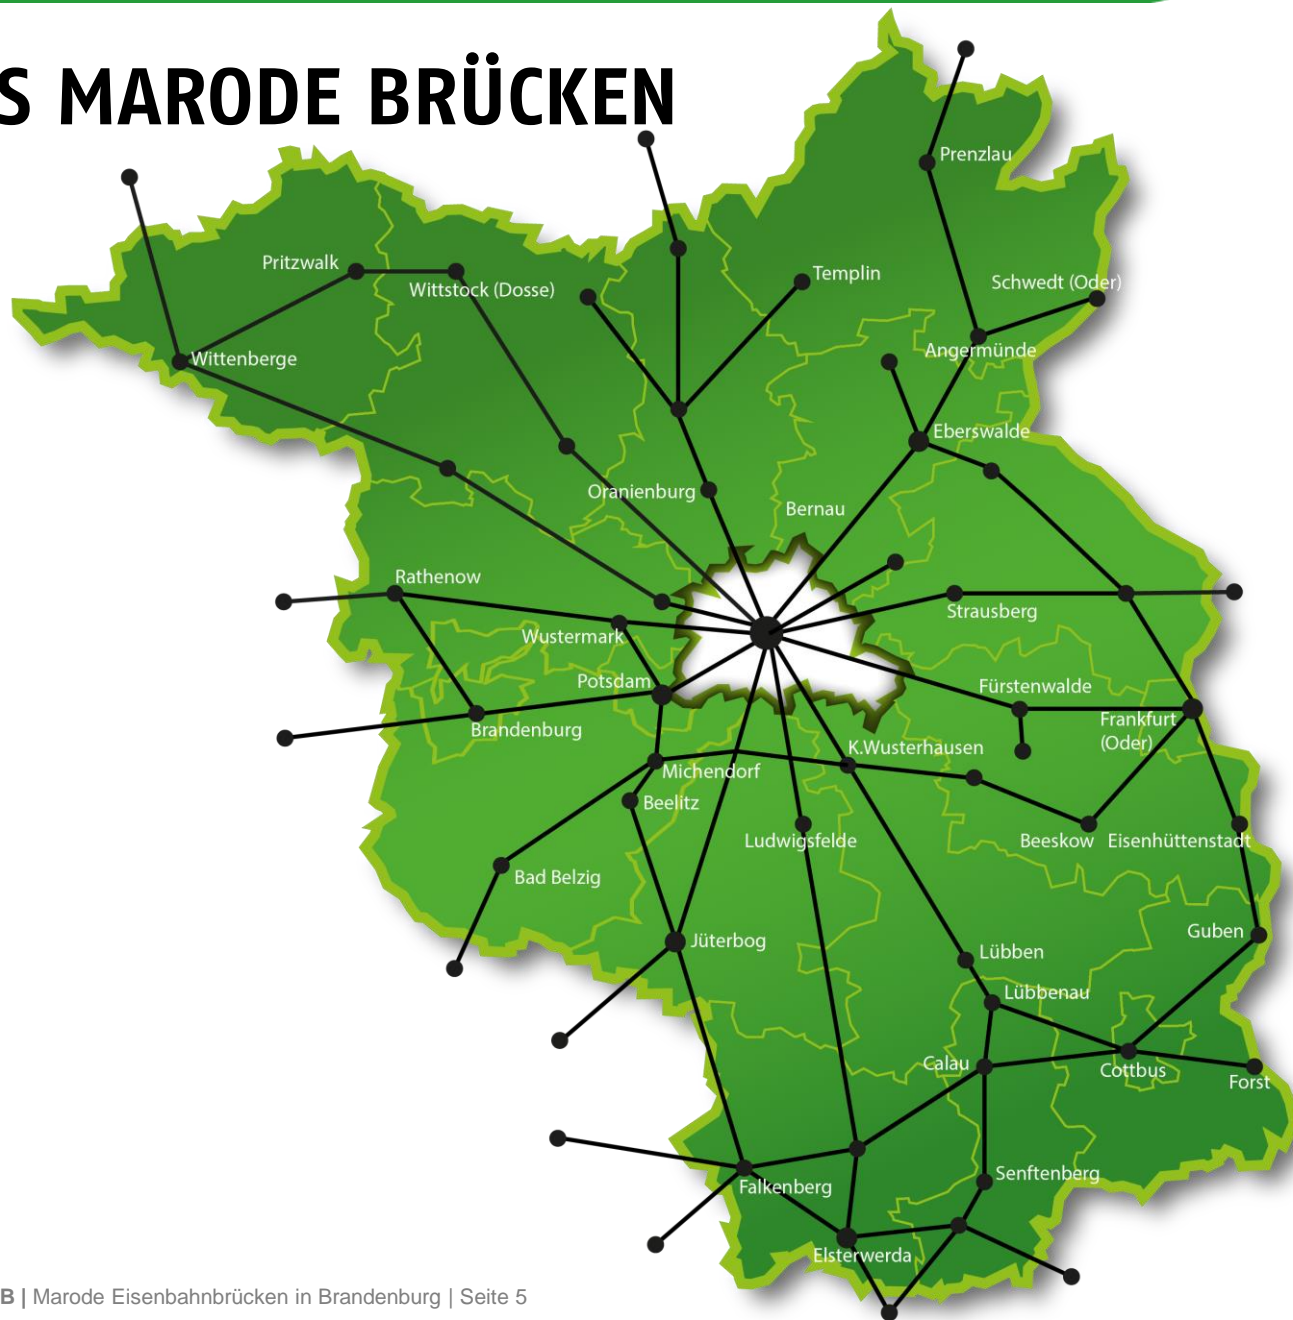 S MARODE BRÜCKEN
Prenzlau
Pritzwalk
Templin
Wittstock (Dosse)
Schwedt (Oder)
Wittenberge
Angermünde
Eberswalde
Oranienburg
Bernau
Rathenow
Strausberg
Wustermark
Potsdam
Fürstenwalde
Brandenburg
Frankfurt
(Oder)
K.Wusterhausen
Michendorf
Beelitz
Ludwigsfelde
Beeskow
Eisenhüttenstadt
Bad Belzig
Guben
Jüterbog
Lübben
Lübbenau
Calau
Cottbus
Forst
Senftenberg
Falkenberg
Elsterwerda
B | Marode Eisenbahnbrücken in Brandenburg | Seite 5